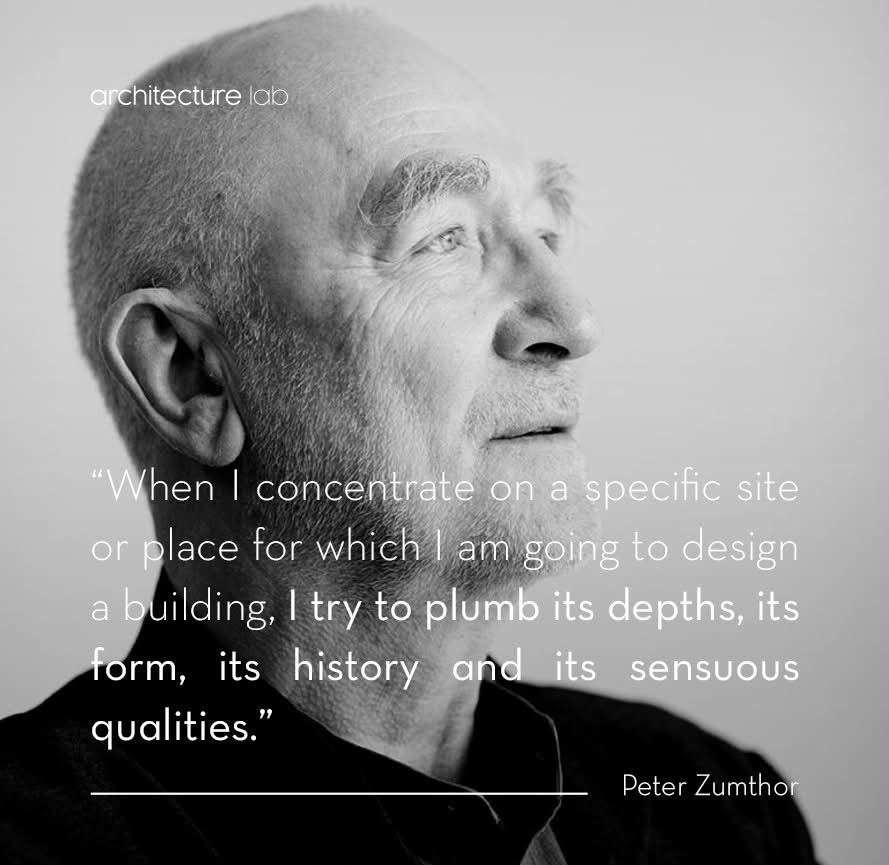 architecture lab
“When I concentrate on a specific site
or place for which I am going to design
a building, I try to plumb its depths, its
form, its history and its sensuous
qualities.”
Peter Zumthor